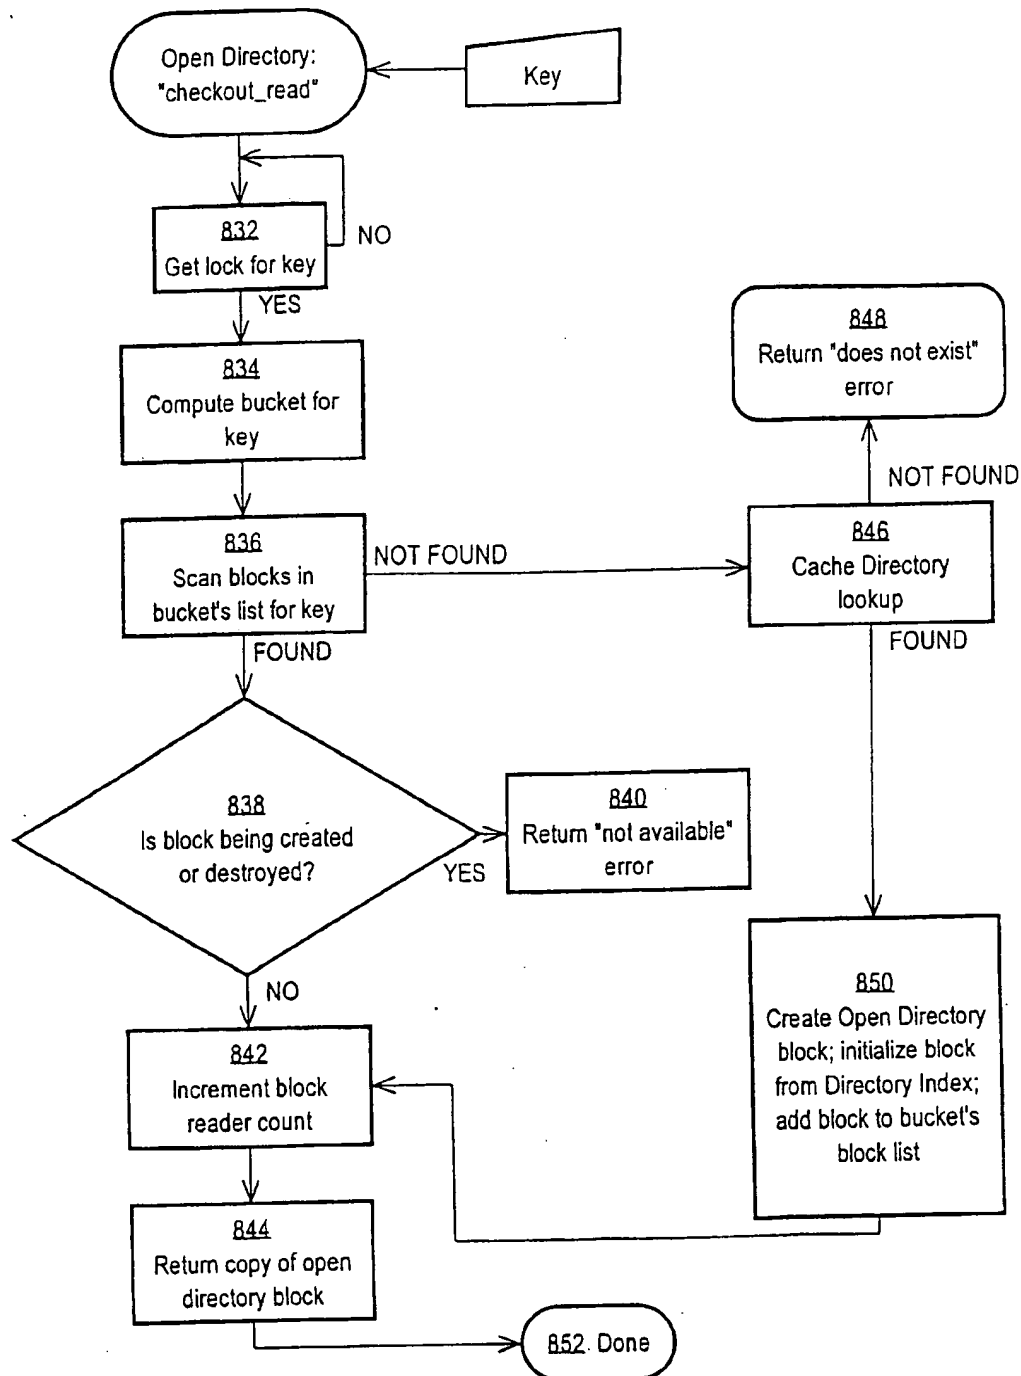 Open Directory:
"checkout_read"
Key
832
Get lock for key
NO
YES
834
Compute bucket for
key
836
Scan blocks in
bucket's list for key
NOT FOUND
FOUND
838
Is block being created
or destroyed?
YES
NO
840
Return "not available"
error
842
Increment block
reader count
844
Return copy of open
directory block
852. Done
848
Return "does not exist"
error
NOT FOUND
846
Cache Directory
lookup
FOUND
850
Create Open Directory
block; initialize block
from Directory Index;
add block to bucket's
block list